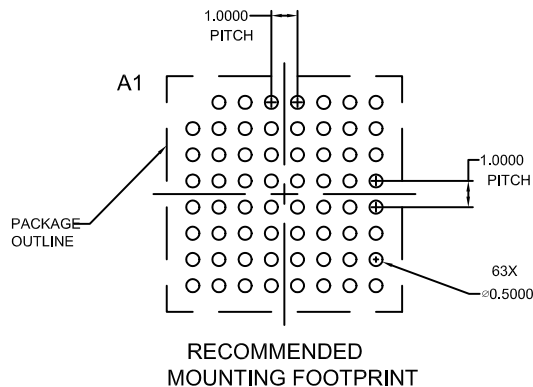 1.0000
PITCH
A1
1.0000
PITCH
PACKAGE
OUTLINE
63X
⌀0.5000
RECOMMENDED
MOUNTING FOOTPRINT